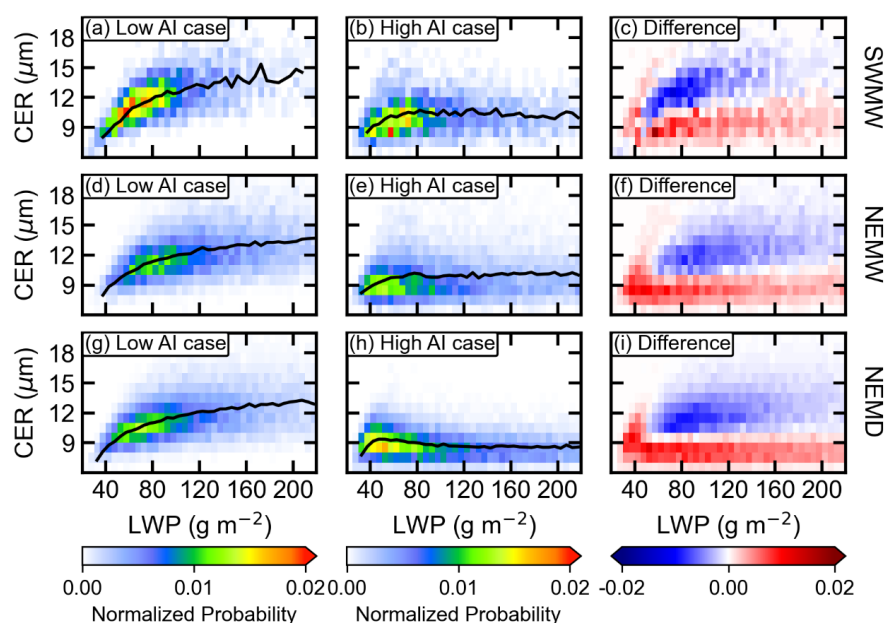 (a) Low AI case (b) High AI case (c) Difference
CER (μm) 18 15 12 9 SWMW
(d) Low AI case (e) High AI case (f) Difference
CER (μm) 18 15 12 9 NEMW
(g) Low AI case (h) High AI case (i) Difference
CER (μm) 18 15 12 9 NEMD
40 80 120 160 200 40 80 120 160 200 40 80 120 160 200
LWP (g m⁻²) LWP (g m⁻²) LWP (g m⁻²)
0.00 0.01 0.02 0.00 0.01 0.02 -0.02 0.00 0.02
Normalized Probability Normalized Probability